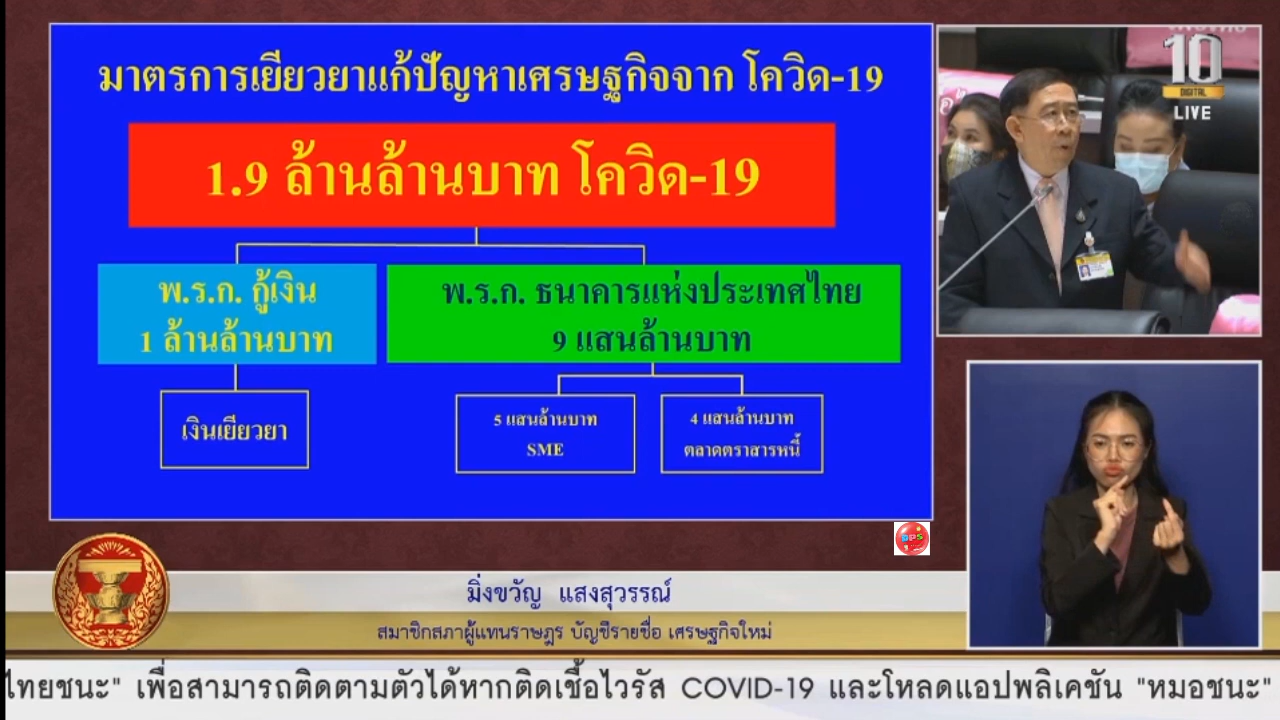 มาตรการเยียวยาแก้ปัญหาเศรษฐกิจจาก โควิด-19
1.9 ล้านล้านบาท โควิด-19
พ.ร.ก. กู้เงิน
1 ล้านล้านบาท
พ.ร.ก. ธนาคารแห่งประเทศไทย
9 แสนล้านบาท
เงินเยียวยา
5 แสนล้านบาท
SME
4 แสนล้านบาท
ตลาดตราสารหนี้
10
DIGITAL
LIVE
DPS
มิ่งขวัญ แสงสุวรรณ์
สมาชิกสภาผู้แทนราษฎร บัญชีรายชื่อ เศรษฐกิจใหม่
ไทยชนะ" เพื่อสามารถติดตามตัวได้หากติดเชื้อไวรัส COVID-19 และโหลดแอปพลิเคชัน "หมอชนะ"